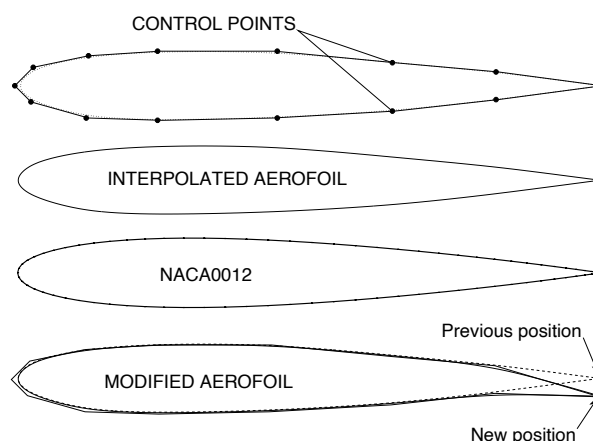 CONTROL POINTS
INTERPOLATED AEROFOIL
NACA0012
Previous position
MODIFIED AEROFOIL
New position